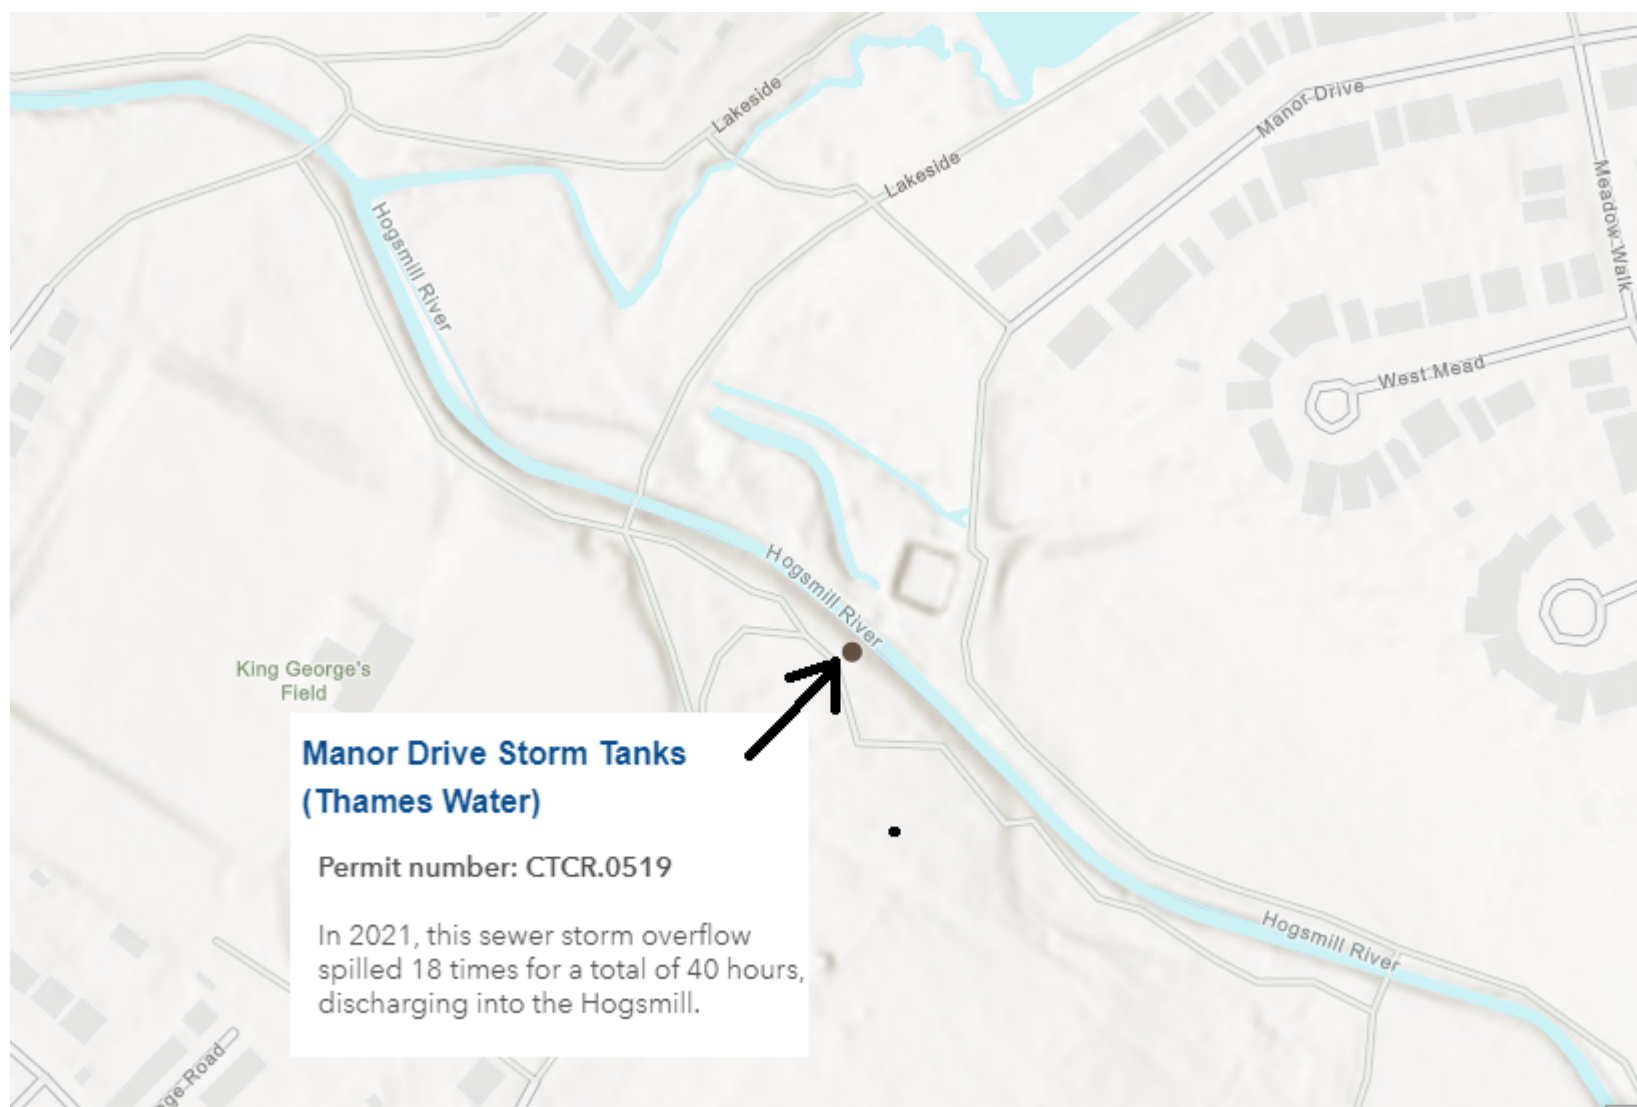 Lakeside
Manor Drive
Lakeside
Meadow Walk
Hogsmill River
West Mead
Hogsmill River
King George's
Field
Manor Drive Storm Tanks
(Thames Water)
Permit number: CTCR.0519
In 2021, this sewer storm overflow
spilled 18 times for a total of 40 hours,
discharging into the Hogsmill.
Hogsmill River
Road